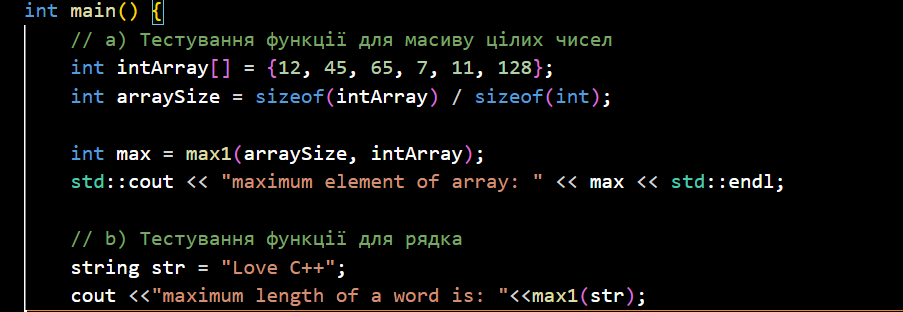 int main() {
// a) Тестування функції для масиву цілих чисел
int intArray[] = {12, 45, 65, 7, 11, 128};
int arraySize = sizeof(intArray) / sizeof(int);
int max = max1(arraySize, intArray);
std::cout << "maximum element of array: " << max << std::endl;
// b) Тестування функції для рядка
string str = "Love C++";
cout <<"maximum length of a word is: "<<max1(str);